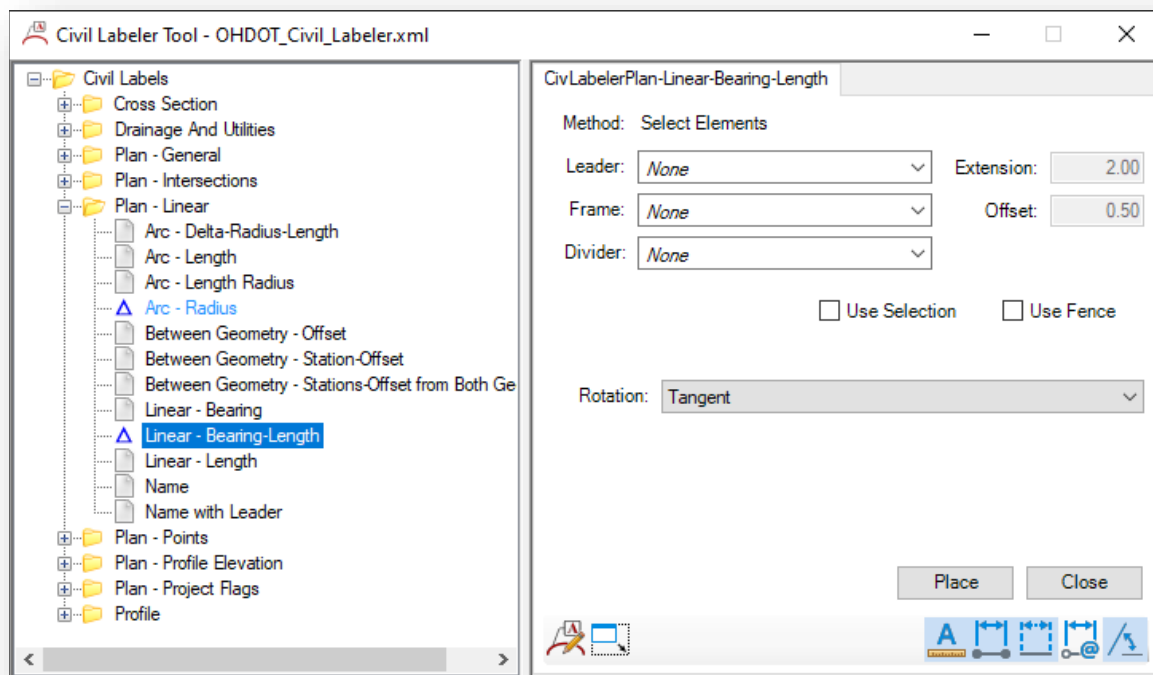 Civil Labeler Tool - OHDOT_Civil_Labeler.xml
Civil Labels
Cross Section
Drainage And Utilities
Plan - General
Plan - Intersections
Plan - Linear
Arc - Delta-Radius-Length
Arc - Length
Arc - Length Radius
Arc - Radius
Between Geometry - Offset
Between Geometry - Station-Offset
Between Geometry - Stations-Offset from Both Ge
Linear - Bearing
Linear - Bearing-Length
Linear - Length
Name
Name with Leader
Plan - Points
Plan - Profile Elevation
Plan - Project Flags
Profile
CivLabelerPlan-Linear-Bearing-Length
Method: Select Elements
Leader: None Extension: 2.00
Frame: None Offset: 0.50
Divider: None
Use Selection Use Fence
Rotation: Tangent
Place Close
A A @